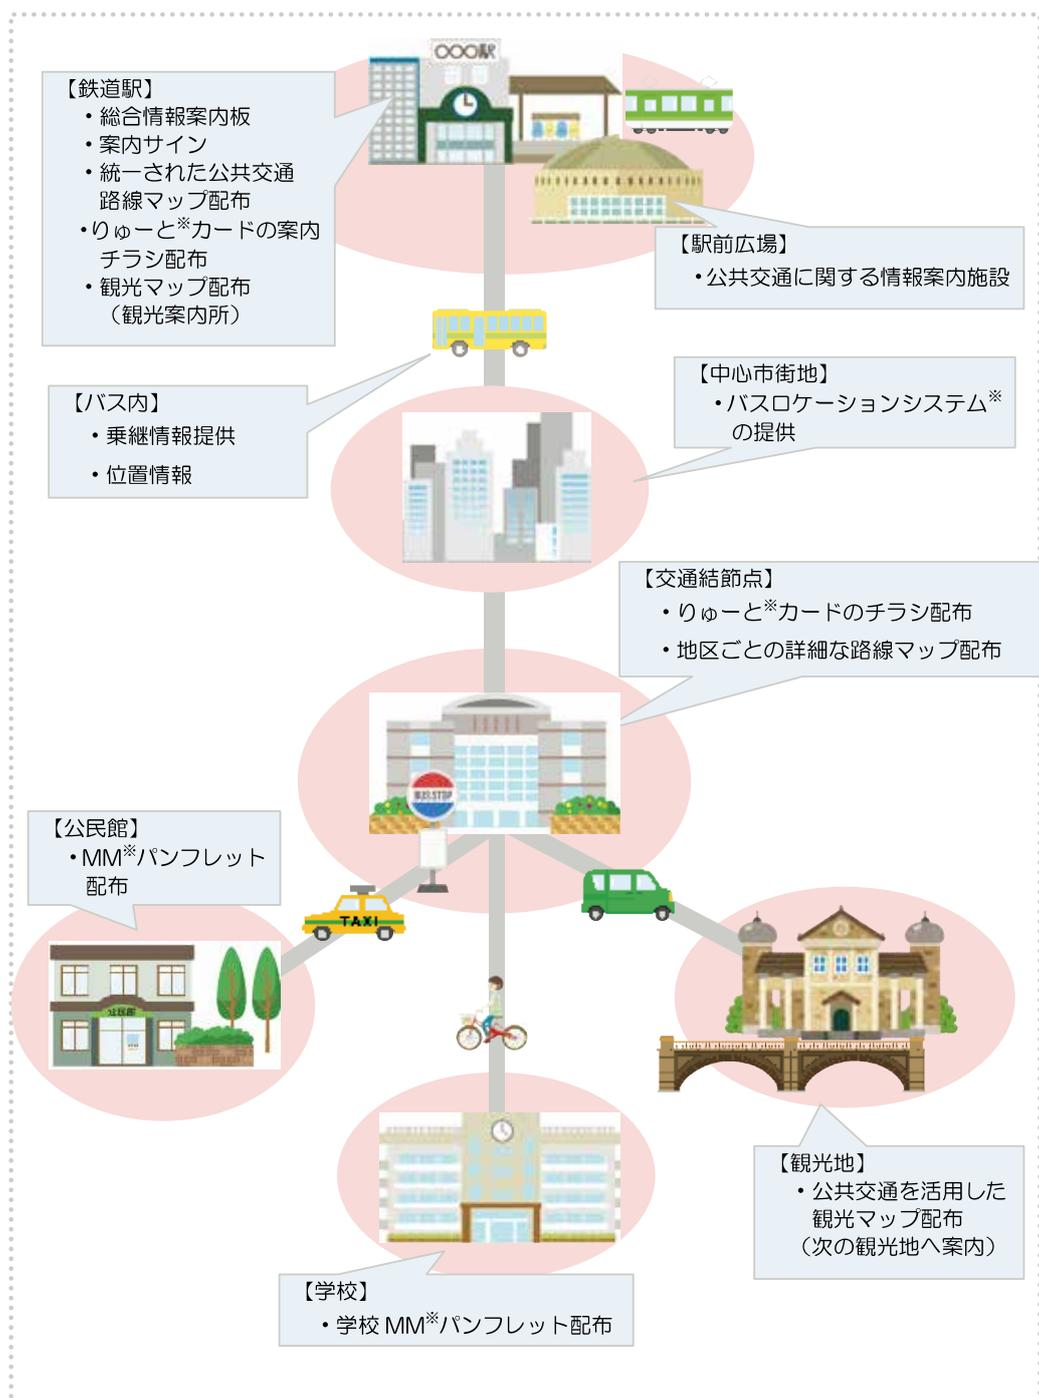 ○○○駅
【鉄道駅】
・総合情報案内板
・案内サイン
・統一された公共交通
路線マップ配布
・りゅーと※カードの案内
チラシ配布
・観光マップ配布
（観光案内所）
【駅前広場】
・公共交通に関する情報案内施設
【バス内】
・乗継情報提供
・位置情報
【中心市街地】
・バスロケーションシステム※
の提供
【交通結節点】
・りゅーと※カードのチラシ配布
・地区ごとの詳細な路線マップ配布
BUS STOP
【公民館】
・MM※パンフレット
配布
TAXI
公民館
【観光地】
・公共交通を活用した
観光マップ配布
（次の観光地へ案内）
【学校】
・学校 MM※パンフレット配布